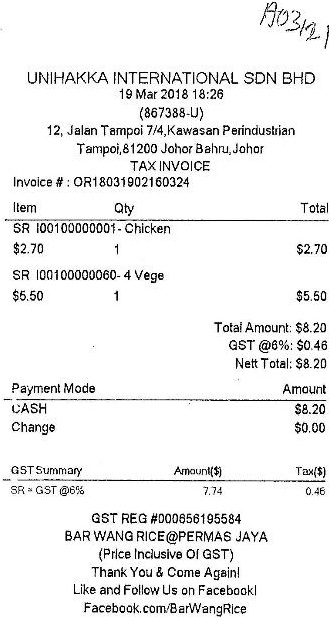 A03121
UNIHAKKA INTERNATIONAL SDN BHD
19 Mar 2018 18:26
(867388-U)
12, Jalan Tampoi 7/4,Kawasan Perindustrian
Tampoi,81200 Johor Bahru,Johor
TAX INVOICE
Invoice # : OR18031902160324
Item Qty Total
SR I00100000001- Chicken
$2.70 1 $2.70
SR I00100000060- 4 Vege
$5.50 1 $5.50
Total Amount: $8.20
GST @6%: $0.46
Nett Total: $8.20
Payment Mode Amount
CASH $8.20
Change $0.00
GST Summary Amount($) Tax($)
SR = GST @6% 7.74 0.46
GST REG #000656195584
BAR WANG RICE@PERMAS JAYA
(Price Inclusive Of GST)
Thank You & Come Again!
Like and Follow Us on Facebook!
Facebook.com/BarWangRice